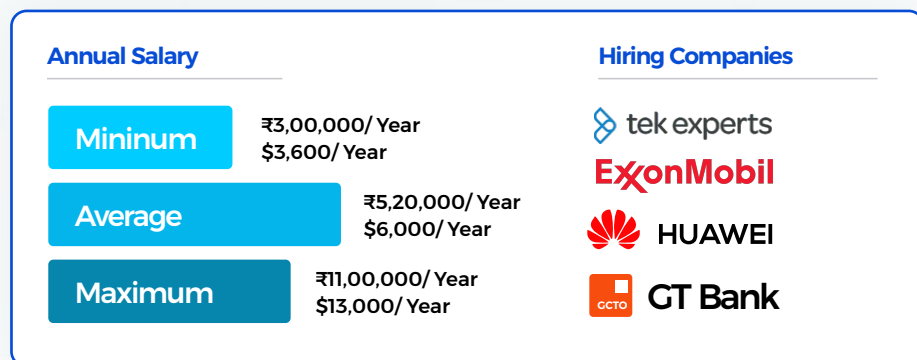 Annual Salary
Mininum
₹3,00,000/ Year
$3,600/ Year
Average
₹5,20,000/ Year
$6,000/ Year
Maximum
₹11,00,000/ Year
$13,000/ Year
Hiring Companies
tek experts
ExxonMobil
HUAWEI
GCTO
GT Bank